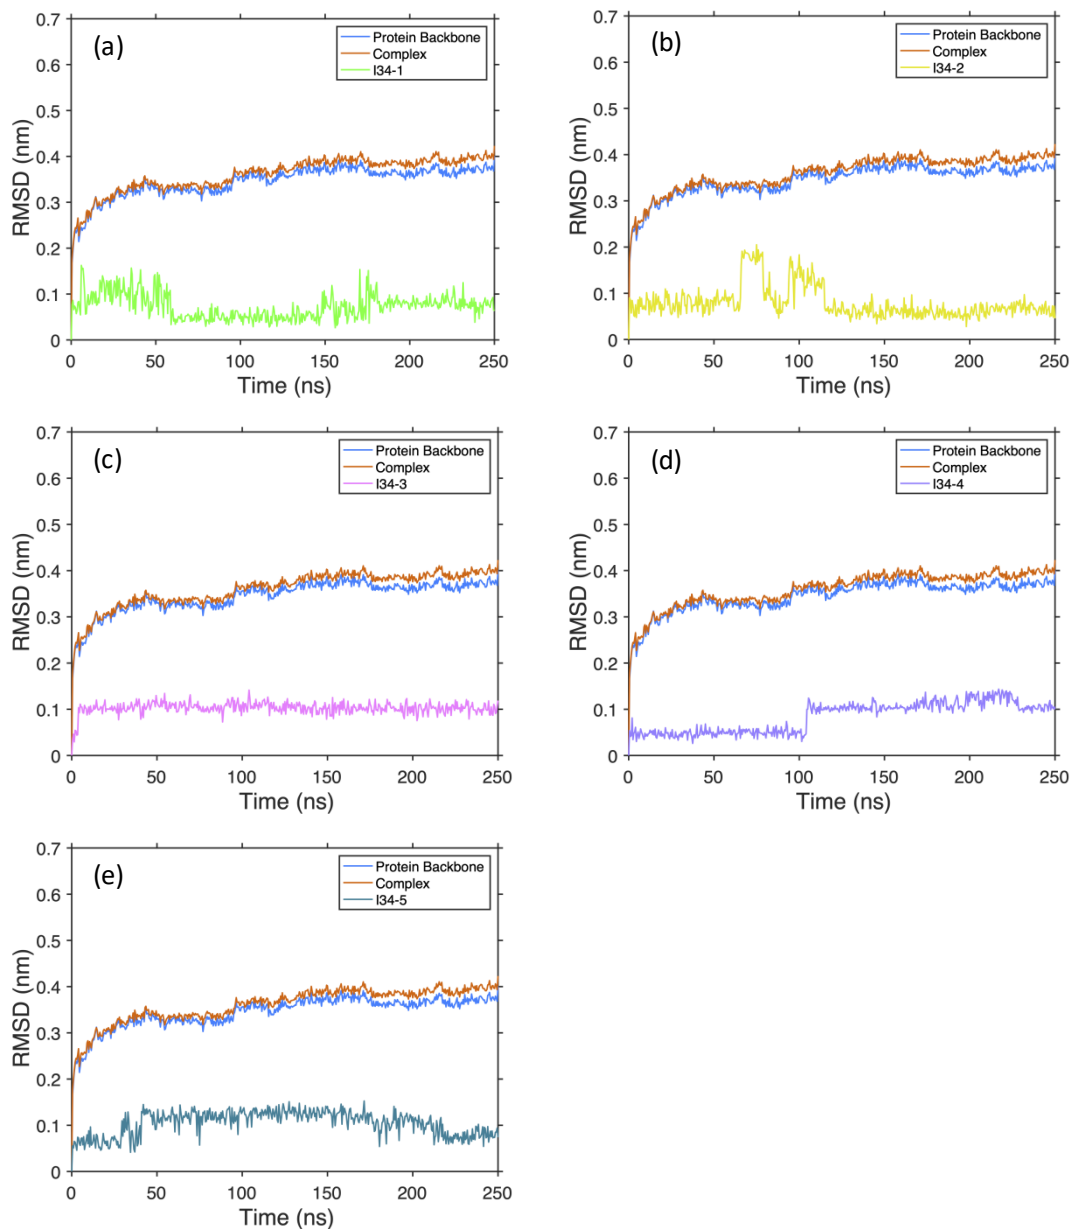 (a)
Protein Backbone
Complex
I34-1
RMSD (nm)
0.7
0.6
0.5
0.4
0.3
0.2
0.1
0
0 50 100 150 200 250
Time (ns)
(b)
Protein Backbone
Complex
I34-2
RMSD (nm)
0.7
0.6
0.5
0.4
0.3
0.2
0.1
0
0 50 100 150 200 250
Time (ns)
(c)
Protein Backbone
Complex
I34-3
RMSD (nm)
0.7
0.6
0.5
0.4
0.3
0.2
0.1
0
0 50 100 150 200 250
Time (ns)
(d)
Protein Backbone
Complex
I34-4
RMSD (nm)
0.7
0.6
0.5
0.4
0.3
0.2
0.1
0
0 50 100 150 200 250
Time (ns)
(e)
Protein Backbone
Complex
I34-5
RMSD (nm)
0.7
0.6
0.5
0.4
0.3
0.2
0.1
0
0 50 100 150 200 250
Time (ns)